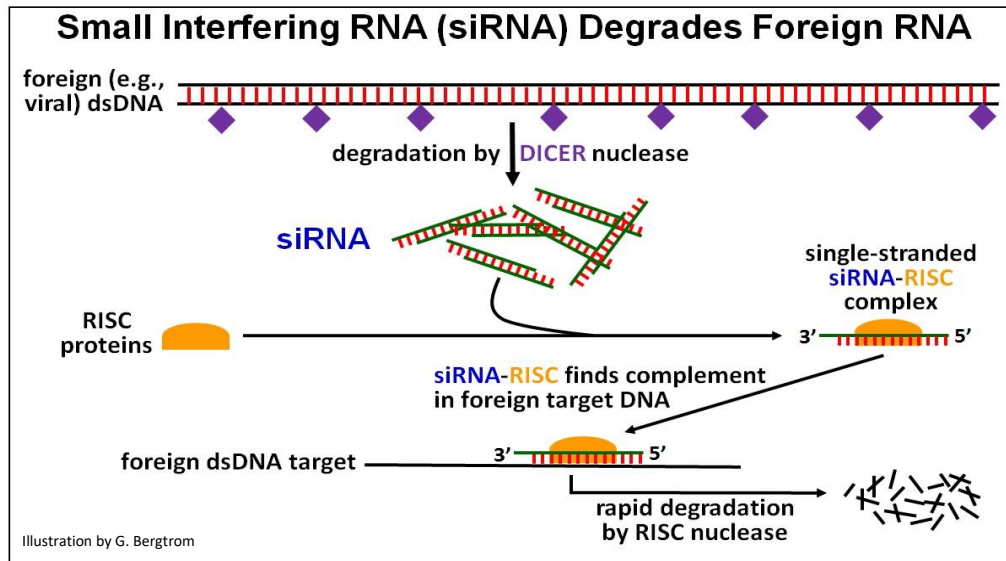 Small Interfering RNA (siRNA) Degrades Foreign RNA
foreign (e.g.,
viral) dsDNA
degradation by DICER nuclease
siRNA
single-stranded
siRNA-RISC
complex
RISC
proteins
3’ 5’
siRNA-RISC finds complement
in foreign target DNA
3’ 5’
foreign dsDNA target
rapid degradation
by RISC nuclease
Illustration by G. Bergtrom